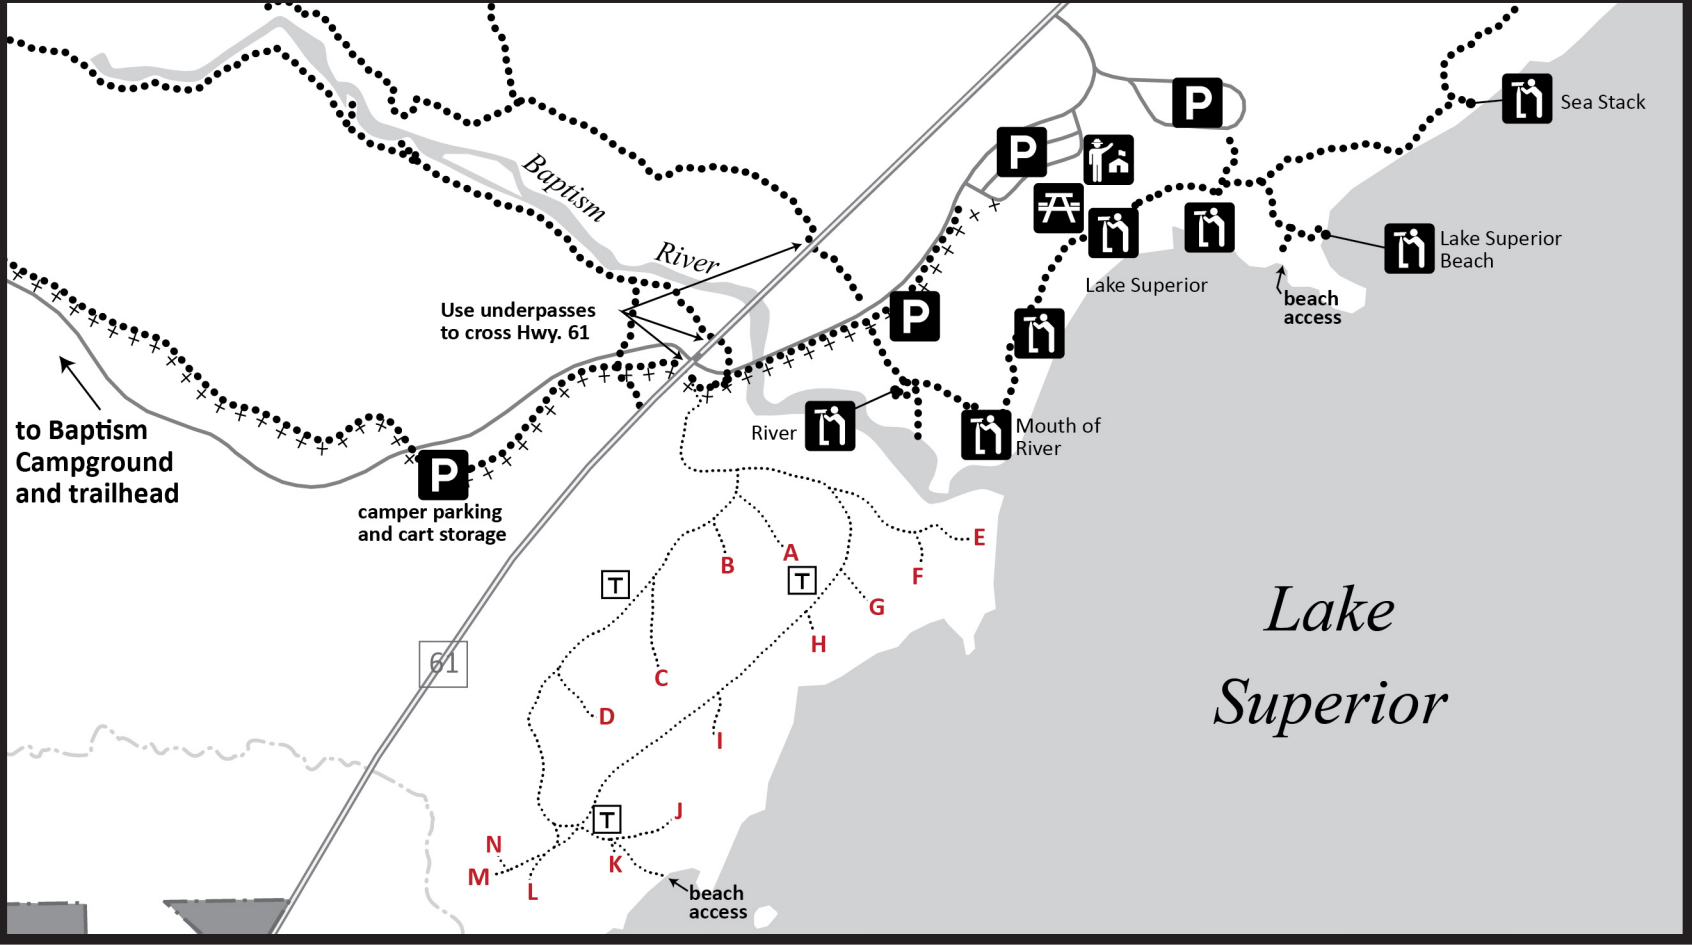 P
Sea Stack
P
Baptism
River
Lake Superior
Beach
Lake Superior
beach
access
Use underpasses
to cross Hwy. 61
P
to Baptism
Campground
and trailhead
River
Mouth of
River
P
camper parking
and cart storage
E
A
B
F
T
T
G
H
61
C
D
I
Lake
Superior
J
T
N
K
M
L
beach
access